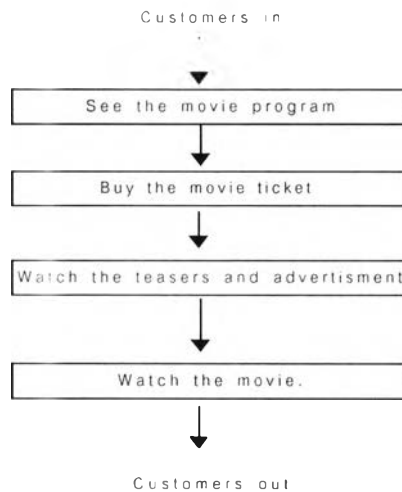 Customers in
See the movie program
Buy the movie ticket
Watch the teasers and advertisment
Watch the movie.
Customers out